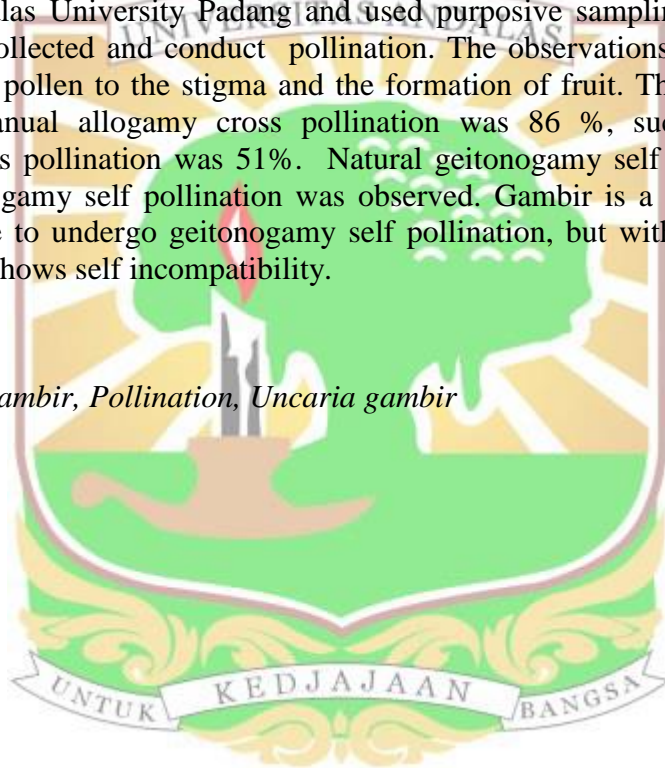 las University Padang and used purposive samplin
UNIVERSITAS ANDALAS
ollected and conduct pollination. The observations
pollen to the stigma and the formation of fruit. Th
anual allogamy cross pollination was 86 %, suc
s pollination was 51%. Natural geitonogamy self
ogamy self pollination was observed. Gambir is a
e to undergo geitonogamy self pollination, but with
hows self incompatibility.
ambir, Pollination, Uncaria gambir
UNTUK KEDJAJAAN BANGSA